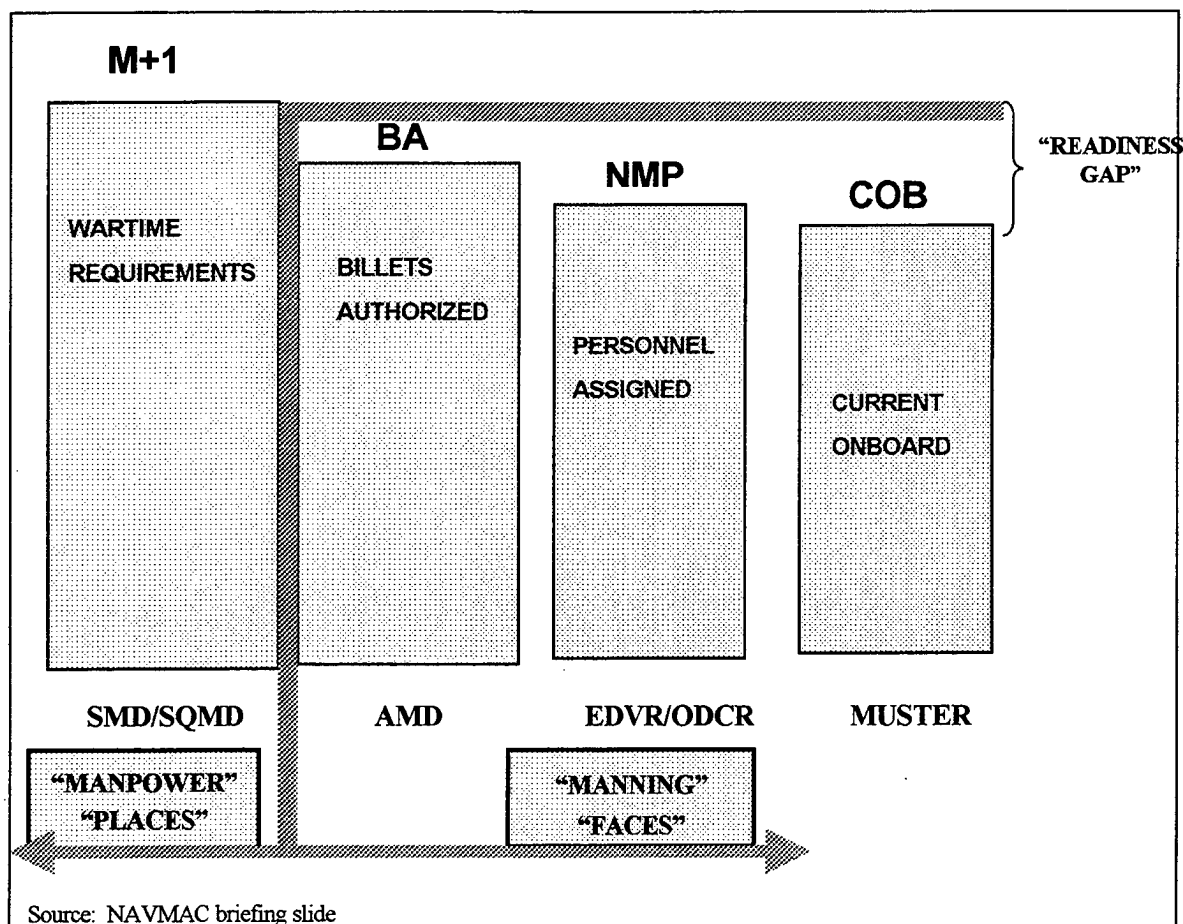 M+1
BA
NMP
COB
“READINESS
GAP”
WARTIME
REQUIREMENTS
BILLETS
AUTHORIZED
PERSONNEL
ASSIGNED
CURRENT
ONBOARD
SMD/SQMD
AMD
EDVR/ODCR
MUSTER
“MANPOWER”
“PLACES”
“MANNING”
“FACES”
Source: NAVMAC briefing slide